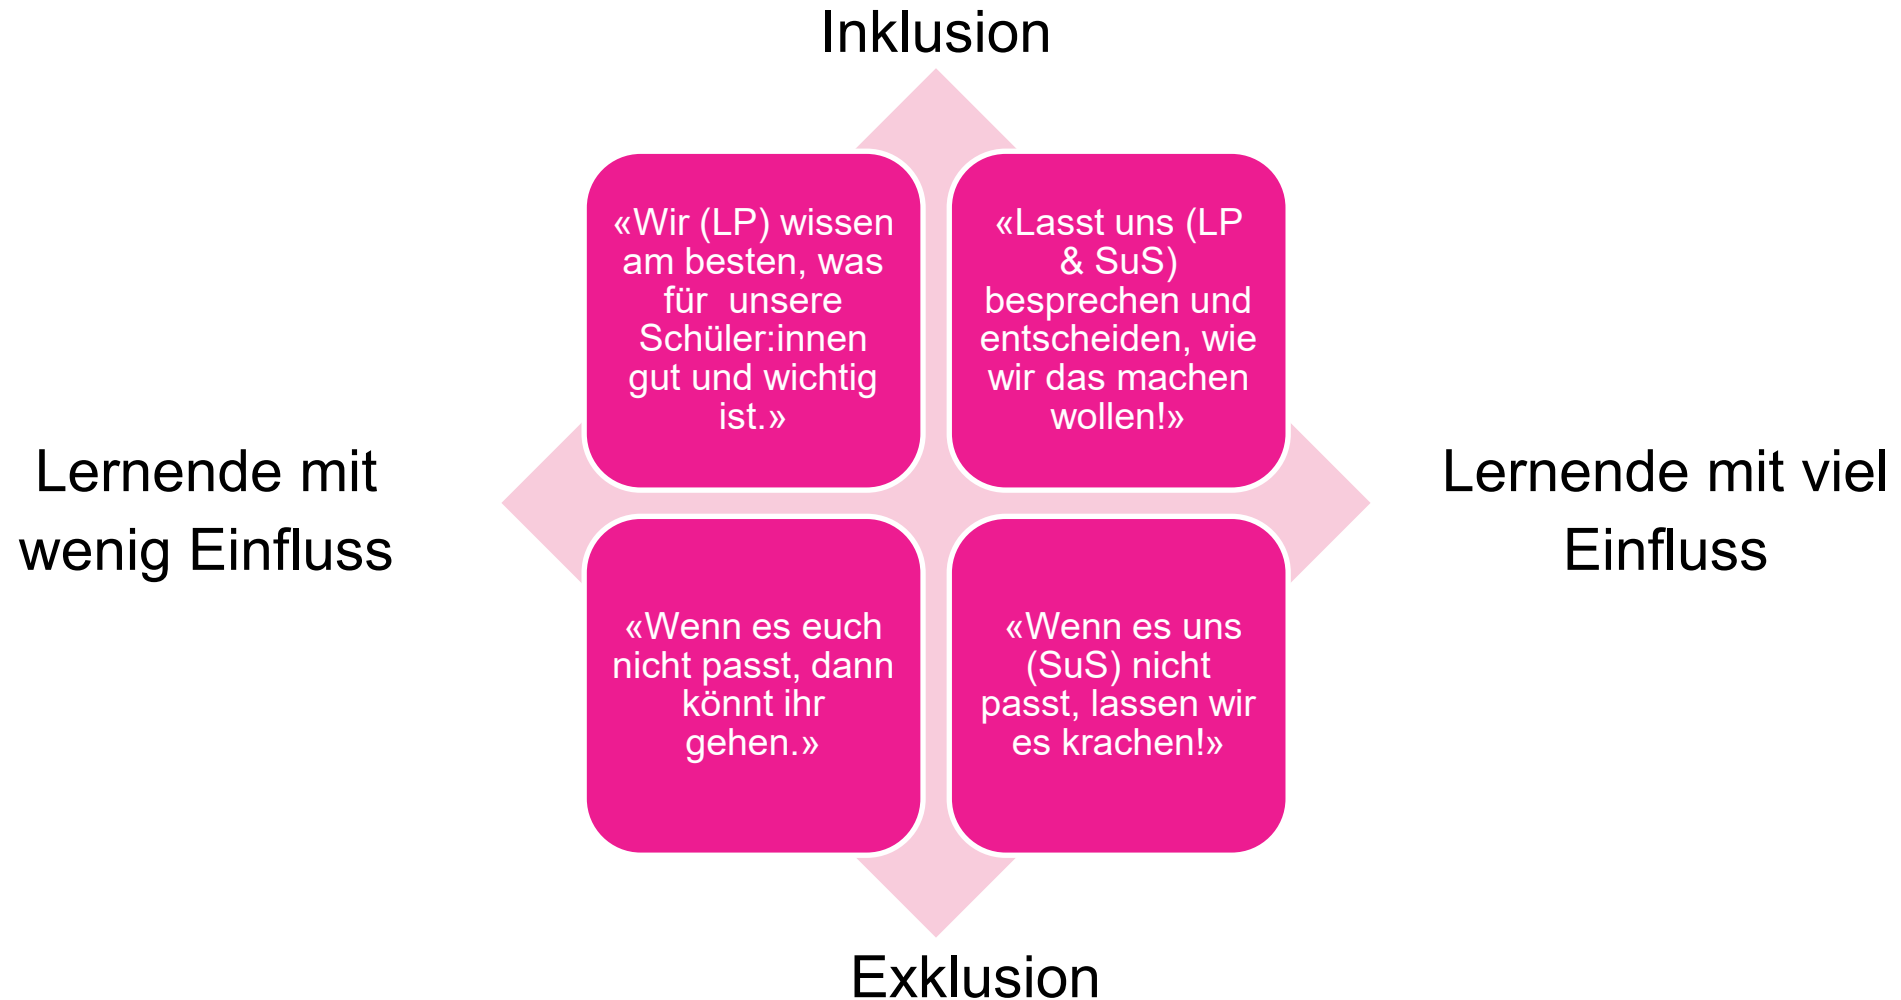 Inklusion
«Wir (LP) wissen
am besten, was
für  unsere
Schüler:innen
gut und wichtig
ist.»
«Lasst uns (LP
& SuS)
besprechen und
entscheiden, wie
wir das machen
wollen!»
Lernende mit
wenig Einfluss
Lernende mit viel
Einfluss
«Wenn es euch
nicht passt, dann
könnt ihr
gehen.»
«Wenn es uns
(SuS) nicht
passt, lassen wir
es krachen!»
Exklusion